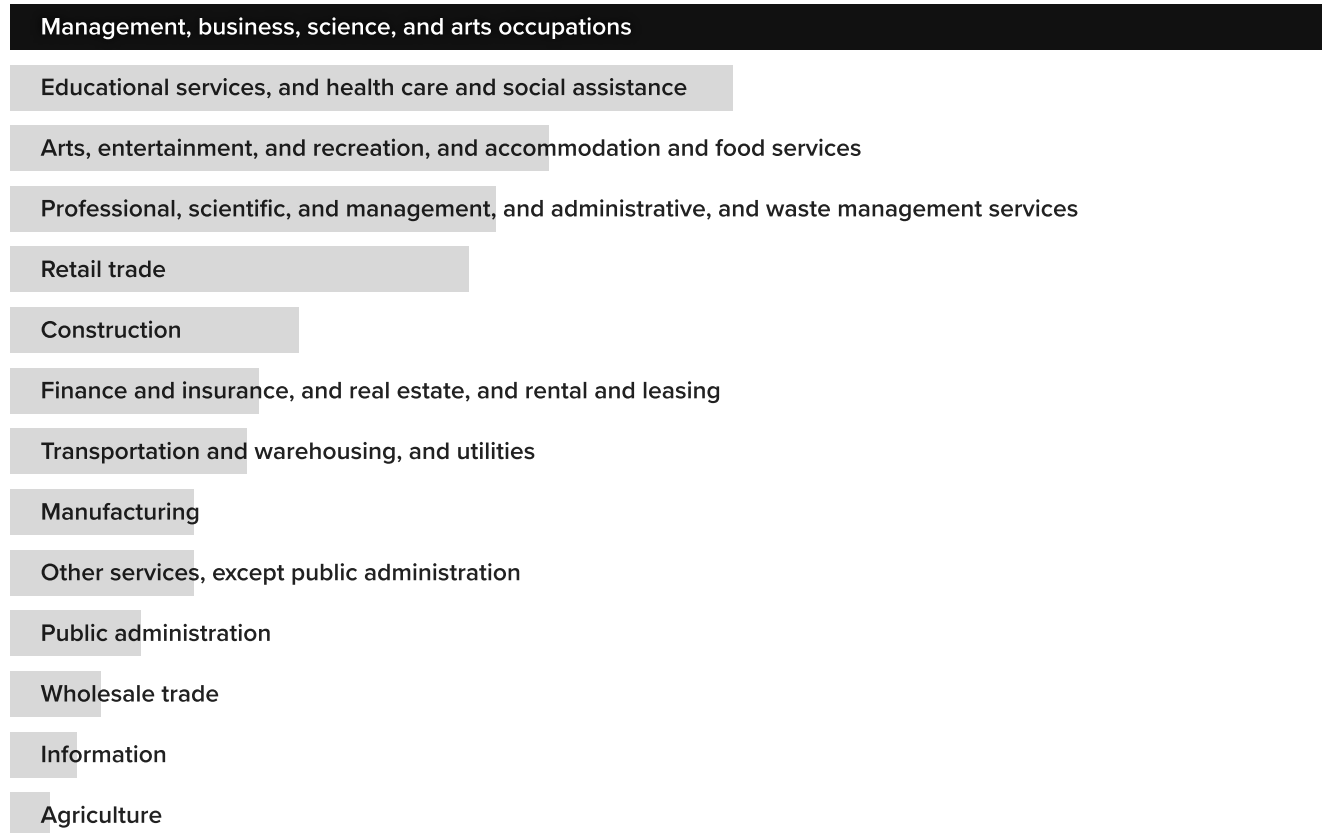 Management, business, science, and arts occupations
Educational services, and health care and social assistance
Arts, entertainment, and recreation, and accommodation and food services
Professional, scientific, and management, and administrative, and waste management services
Retail trade
Construction
Finance and insurance, and real estate, and rental and leasing
Transportation and warehousing, and utilities
Manufacturing
Other services, except public administration
Public administration
Wholesale trade
Information
Agriculture